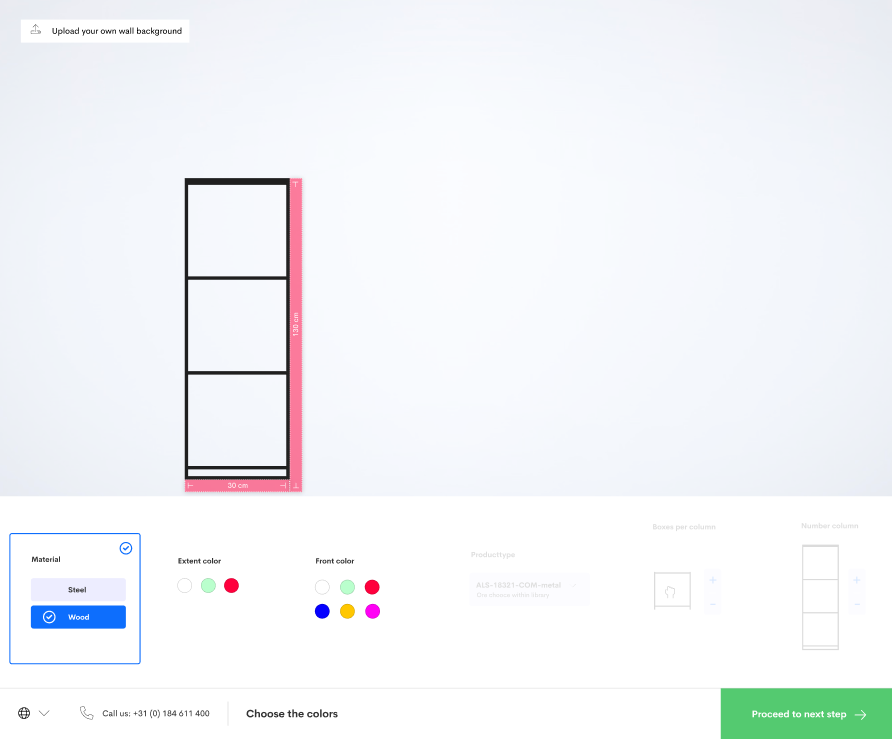 Upload your own wall background
130 cm
30 cm
Material
Steel
Wood
Extent color
Front color
Producttype
ALS-16321-COM-metal
Boxes per column
Number column
Call us: +31 (0) 184 611 400
Choose the colors
Proceed to next step